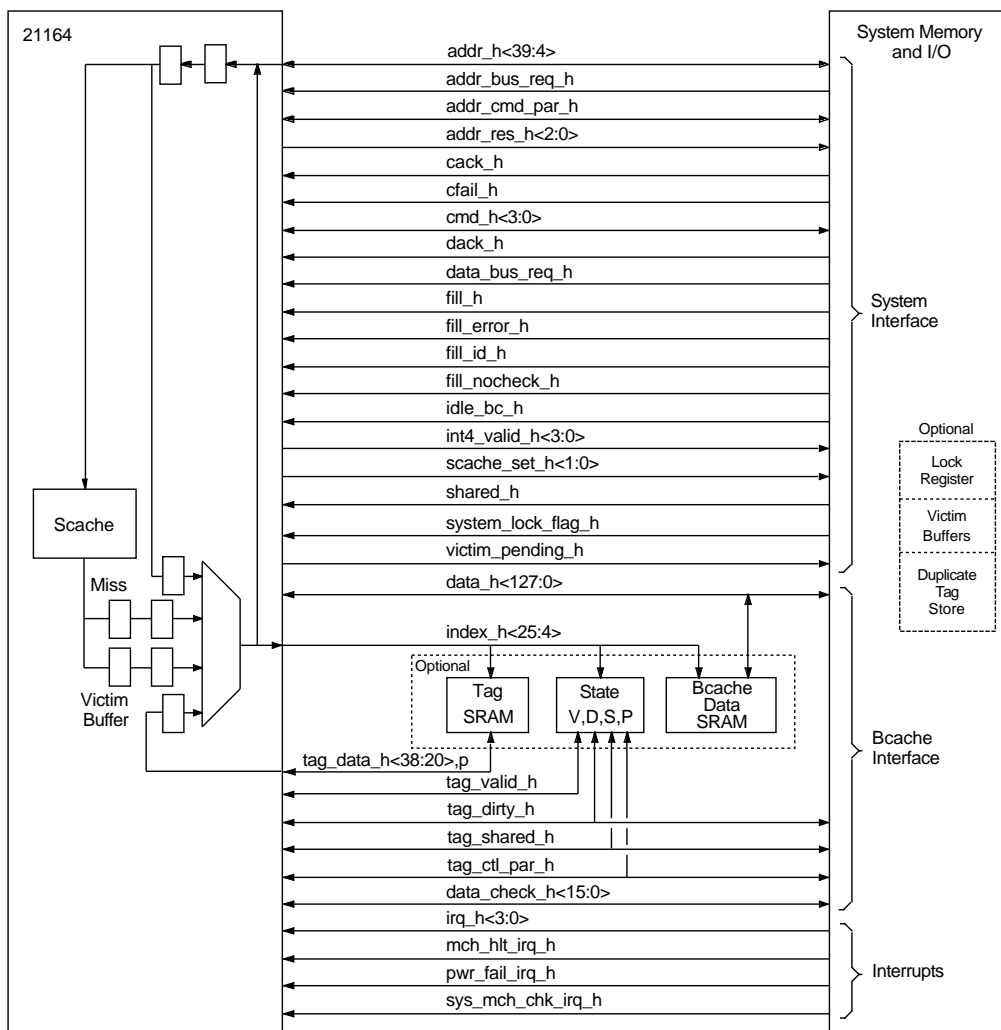 21164
System Memory
and I/O
addr_h<39:4>
addr_bus_req_h
addr_cmd_par_h
addr_res_h<2:0>
cack_h
cfail_h
cmd_h<3:0>
dack_h
data_bus_req_h
fill_h
fill_error_h
fill_id_h
fill_nocheck_h
idle_bc_h
int4_valid_h<3:0>
scache_set_h<1:0>
shared_h
system_lock_flag_h
victim_pending_h
System
Interface
Optional
Lock
Register
Victim
Buffers
Duplicate
Tag
Store
Scache
Miss
Victim
Buffer
data_h<127:0>
index_h<25:4>
Optional
Tag
SRAM
State
V,D,S,P
Bcache
Data
SRAM
tag_data_h<38:20>,p
tag_valid_h
tag_dirty_h
tag_shared_h
tag_ctl_par_h
data_check_h<15:0>
Bcache
Interface
irq_h<3:0>
mch_hlt_irq_h
pwr_fail_irq_h
sys_mch_chk_irq_h
Interrupts